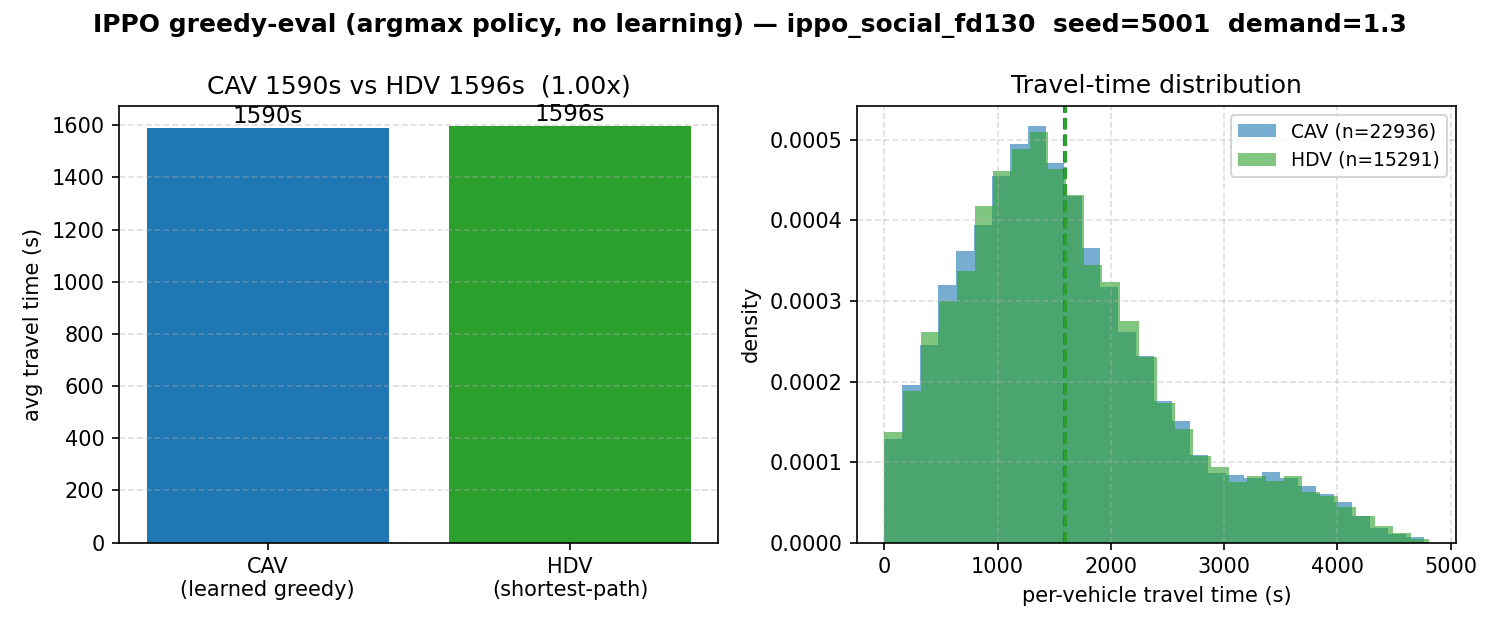 IPPO greedy-eval (argmax policy, no learning) — ippo_social_fd130  seed=5001  demand=1.3
CAV 1590s vs HDV 1596s  (1.00x)
1590s
1596s
avg travel time (s)
1600
1400
1200
1000
800
600
400
200
0
CAV
(learned greedy)
HDV
(shortest-path)
Travel-time distribution
CAV (n=22936)
HDV (n=15291)
density
0.0005
0.0004
0.0003
0.0002
0.0001
0.0000
0
1000
2000
3000
4000
5000
per-vehicle travel time (s)